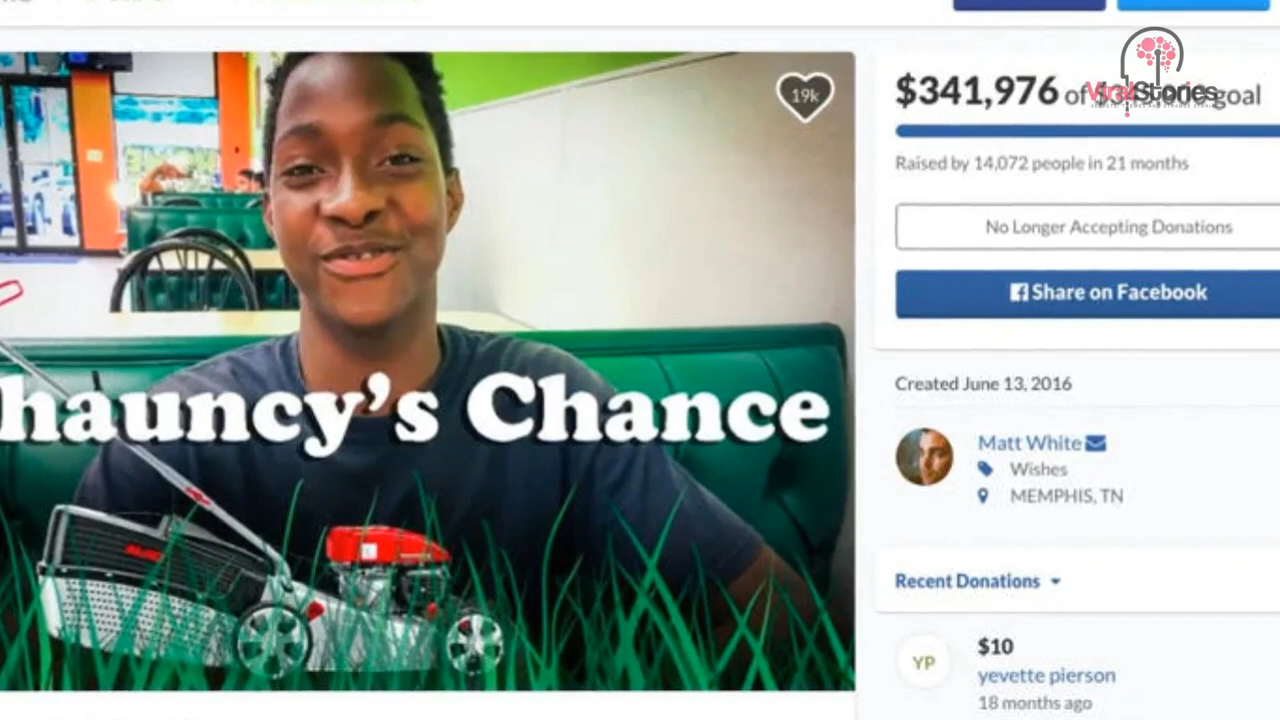 19k
hauncy's Chance
$341,976 of goal
Viral Stories
Raised by 14,072 people in 21 months
No Longer Accepting Donations
Share on Facebook
Created June 13, 2016
Matt White
Wishes
MEMPHIS, TN
Recent Donations
YP
$10
yevette pierson
18 months ago